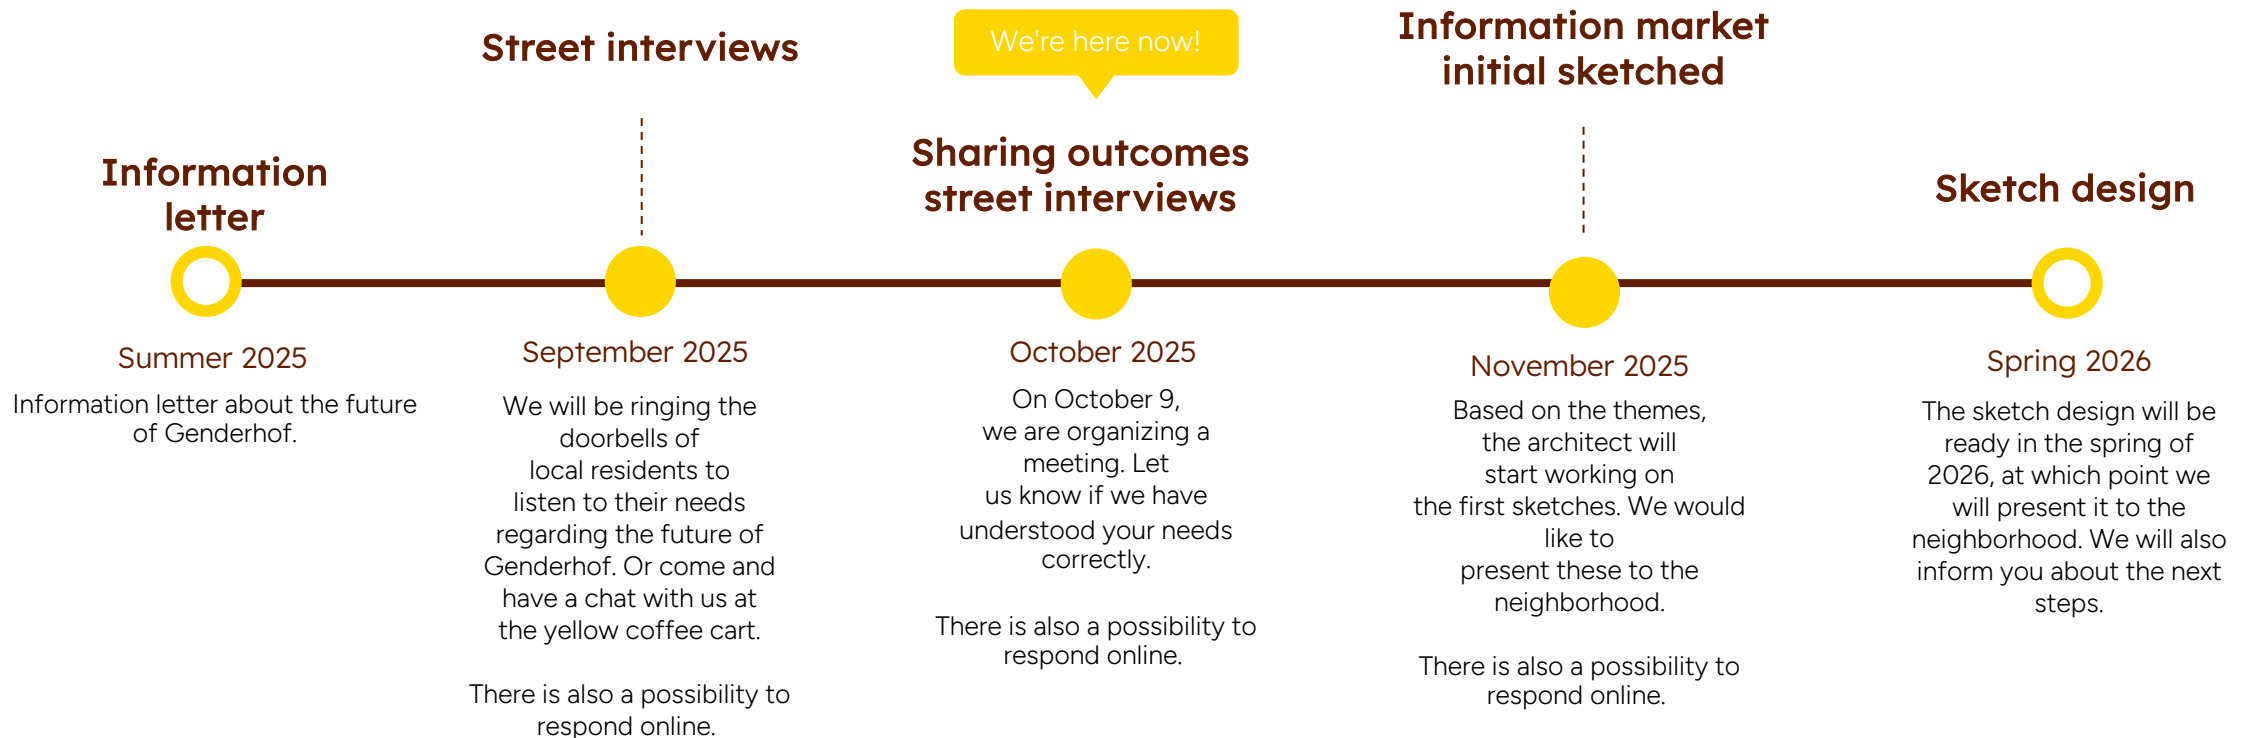 Information
letter
Summer 2025
Information letter about the future
of Genderhof.
Street interviews
September 2025
We will be ringing the
doorbells of
local residents to
listen to their needs
regarding the future of
Genderhof. Or come and
have a chat with us at
the yellow coffee cart.
There is also a possibility to
respond online.
We're here now!
Sharing outcomes
street interviews
October 2025
On October 9,
we are organizing a
meeting. Let
us know if we have
understood your needs
correctly.
There is also a possibility to
respond online.
Information market
initial sketched
November 2025
Based on the themes,
the architect will
start working on
the first sketches. We would
like to
present these to the
neighborhood.
There is also a possibility to
respond online.
Sketch design
Spring 2026
The sketch design will be
ready in the spring of
2026, at which point we
will present it to the
neighborhood. We will also
inform you about the next
steps.